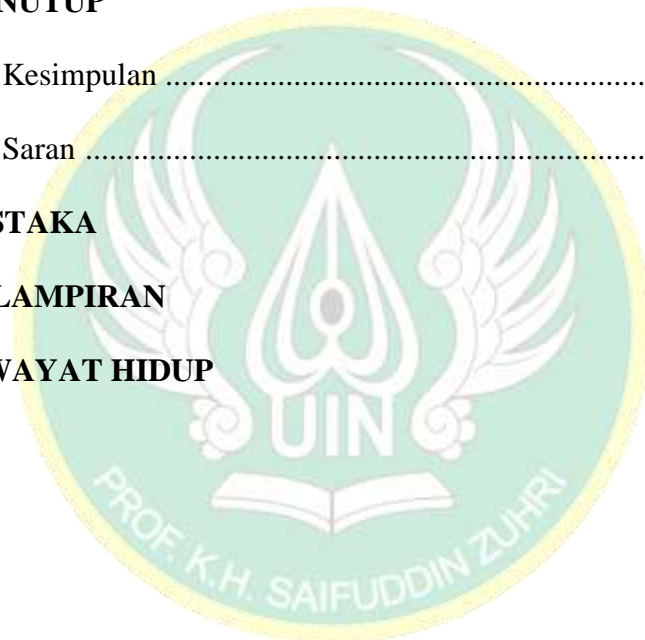 NUTUP
Kesimpulan ............................................................
Saran ......................................................................
STAKA
LAMPIRAN
WAYAT HIDUP
UIN
PROF. K.H. SAIFUDDIN ZUHRI